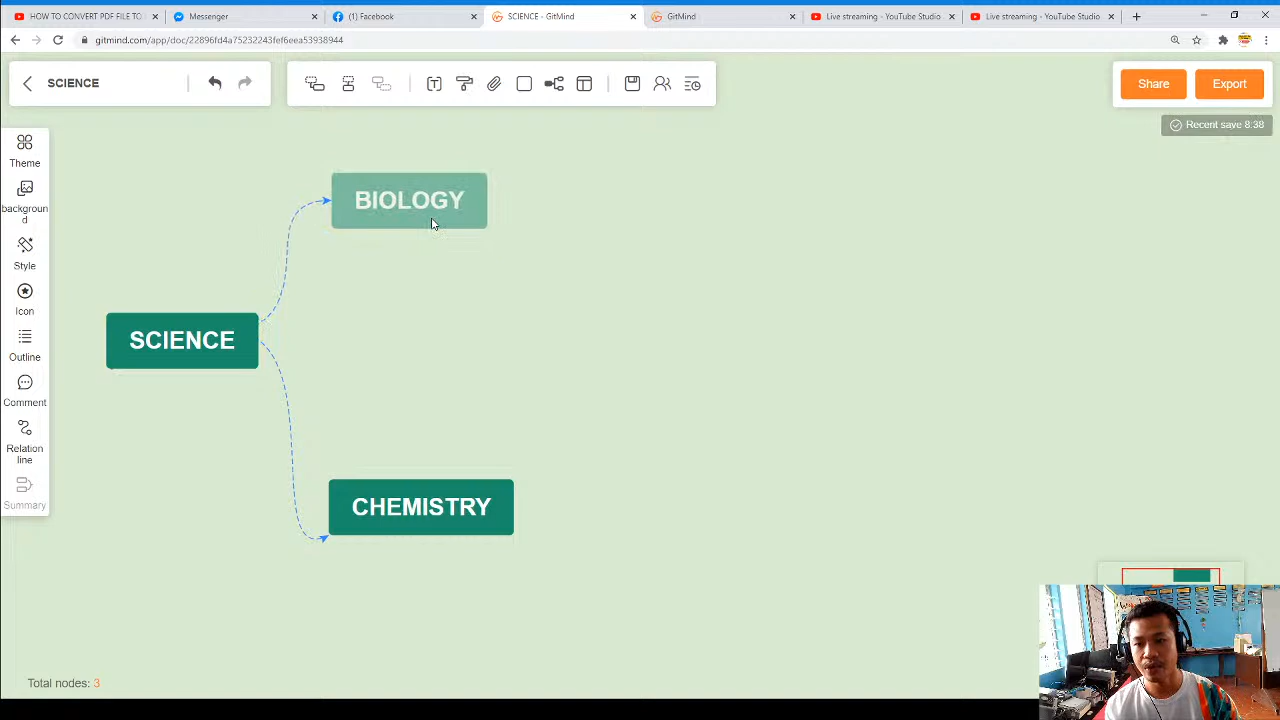 HOW TO CONVERT PDF FILE TO
Messenger
(1) Facebook
SCIENCE - GitMind
GitMind
Live streaming - YouTube Studio
Live streaming - YouTube Studio
gitmind.com/app/doc/22896fd4a75232243fef6eea53938944
SCIENCE
Share
Export
Recent save 8:38
Theme
backgroun
d
Style
Icon
Outline
Comment
Relation
line
Summary
BIOLOGY
SCIENCE
CHEMISTRY
Total nodes: 3